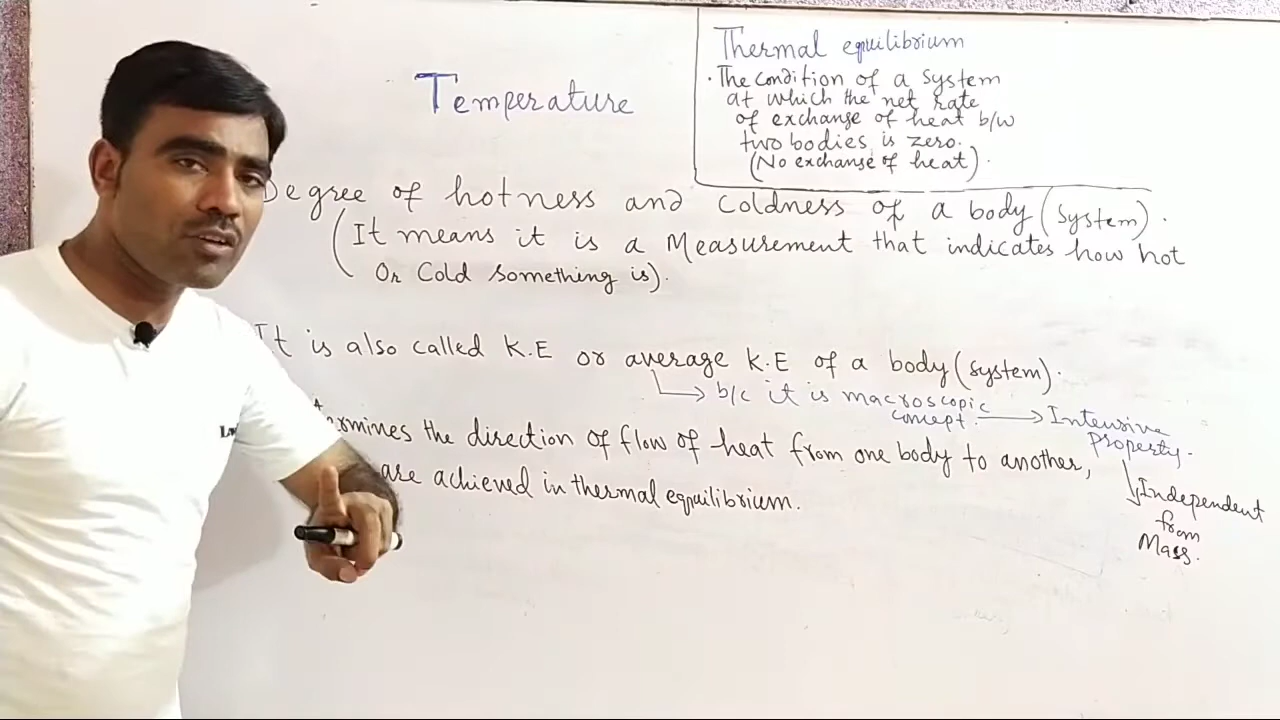 Temperature
Thermal equilibrium
· The condition of a system
at which the net rate
of exchange of heat b/w
two bodies is zero.
(No exchange of heat).
Degree of hotness and coldness of a body (System).
(It means it is a Measurement that indicates how hot
Or Cold something is).
It is also called K.E or average K.E of a body (system).
b/c it is macroscopic
concept. Intensive
property.
Independent
from
Mass.
ermines the direction of flow of heat from one body to another,
are achieved in thermal equilibrium.